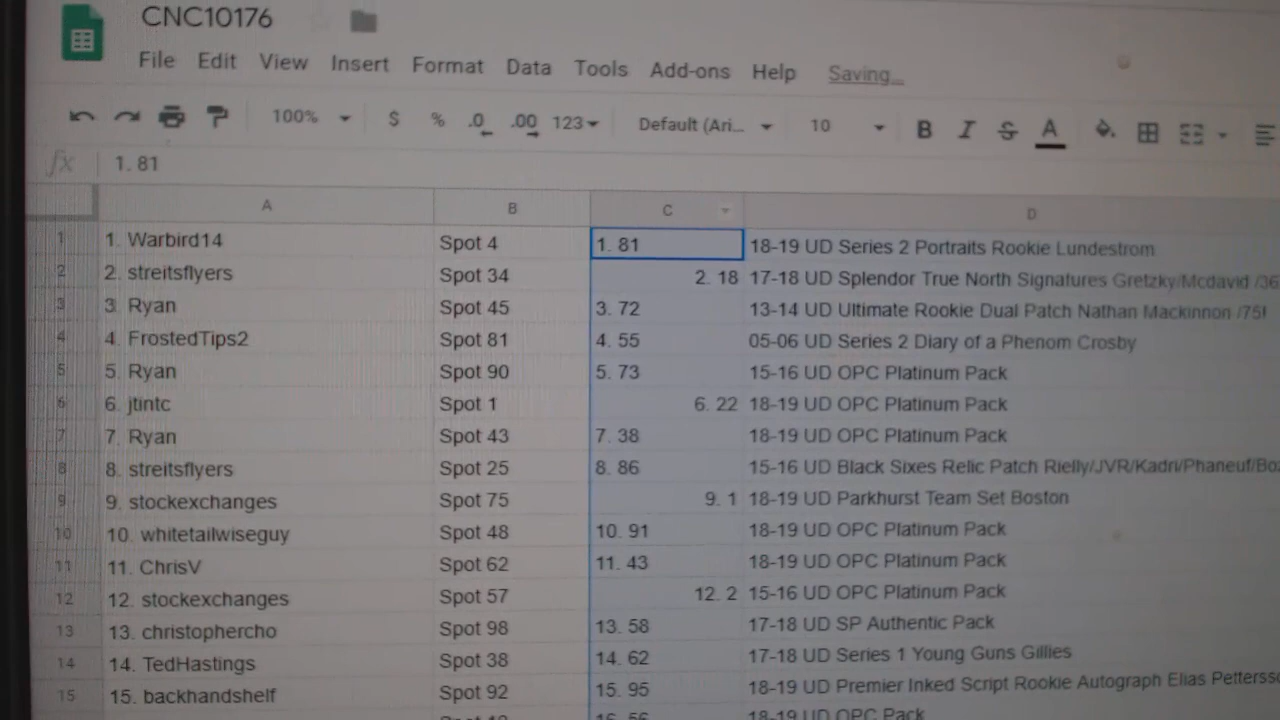 CNC10176
File Edit View Insert Format Data Tools Add-ons Help Saving...
100% $ % .0 .00 123 Default (Ari... 10 B I S A
fx 1. 81
A B C D
1 1. Warbird14 Spot 4 1. 81 18-19 UD Series 2 Portraits Rookie Lundestrom
2 2. streitsflyers Spot 34 2. 18 17-18 UD Splendor True North Signatures Gretzky/Mcdavid /36
3 3. Ryan Spot 45 3. 72 13-14 UD Ultimate Rookie Dual Patch Nathan Mackinnon /75!
4 4. FrostedTips2 Spot 81 4. 55 05-06 UD Series 2 Diary of a Phenom Crosby
5 5. Ryan Spot 90 5. 73 15-16 UD OPC Platinum Pack
6 6. jtintc Spot 1 6. 22 18-19 UD OPC Platinum Pack
7 7. Ryan Spot 43 7. 38 18-19 UD OPC Platinum Pack
8 8. streitsflyers Spot 25 8. 86 15-16 UD Black Sixes Relic Patch Rielly/JVR/Kadri/Phaneuf/Boz
9 9. stockexchanges Spot 75 9. 1 18-19 UD Parkhurst Team Set Boston
10 10. whitetailwiseguy Spot 48 10. 91 18-19 UD OPC Platinum Pack
11 11. ChrisV Spot 62 11. 43 18-19 UD OPC Platinum Pack
12 12. stockexchanges Spot 57 12. 2 15-16 UD OPC Platinum Pack
13 13. christophercho Spot 98 13. 58 17-18 UD SP Authentic Pack
14 14. TedHastings Spot 38 14. 62 17-18 UD Series 1 Young Guns Gillies
15 15. backhandshelf Spot 92 15. 95 18-19 UD Premier Inked Script Rookie Autograph Elias Petterss
18-19 UD OPC Pack